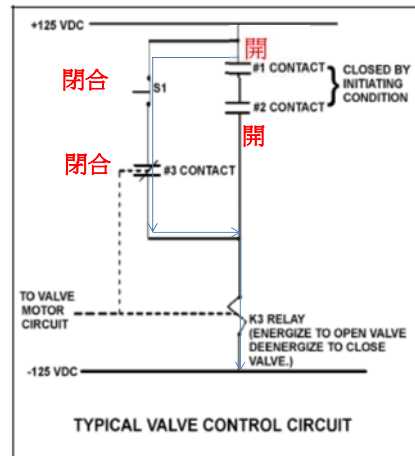 +125 VDC
開
#1 CONTACT
CLOSED BY
INITIATING
CONDITION
閉合
S1
#2 CONTACT
開
閉合
#3 CONTACT
TO VALVE
MOTOR
CIRCUIT
K3 RELAY
(ENERGIZE TO OPEN VALVE
DEENERGIZE TO CLOSE
VALVE.)
-125 VDC
TYPICAL VALVE CONTROL CIRCUIT